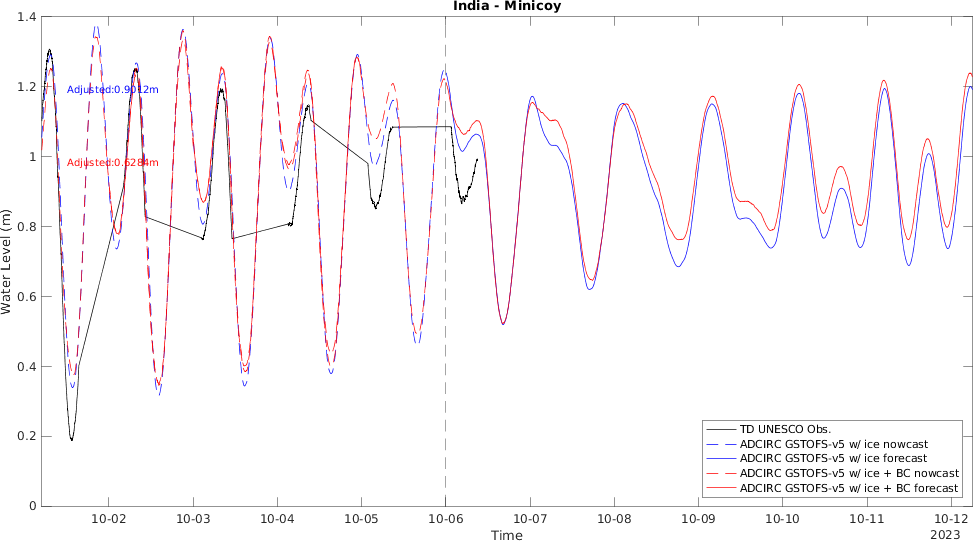 India - Minicoy
1.4
1.2
1
0.8
0.6
0.4
0.2
0
Water Level (m)
Adjusted:0.9012m
Adjusted:0.6284m
TD UNESCO Obs.
ADCIRC GSTOFS-v5 w/ ice nowcast
ADCIRC GSTOFS-v5 w/ ice forecast
ADCIRC GSTOFS-v5 w/ ice + BC nowcast
ADCIRC GSTOFS-v5 w/ ice + BC forecast
10-02 10-03 10-04 10-05 10-06 10-07 10-08 10-09 10-10 10-11 10-12
Time
2023